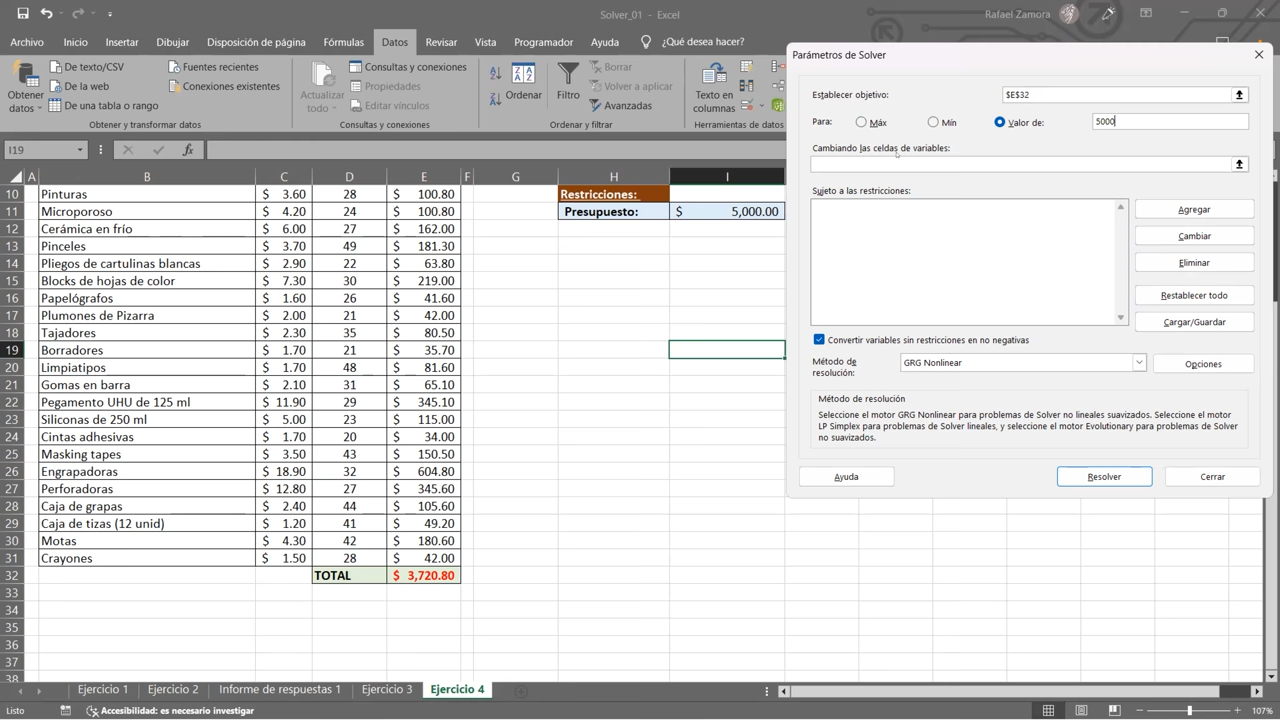 Solver_01 - Excel
Rafael Zamora
Archivo Inicio Insertar Dibujar Disposición de página Fórmulas Datos Revisar Vista Programador Ayuda ¿Qué desea hacer?
Obtener datos
De texto/CSV
De la web
De una tabla o rango
Fuentes recientes
Conexiones existentes
Obtener y transformar datos
Actualizar todo
Consultas y conexiones
Propiedades
Editar vínculos
Consultas y conexiones
Ordenar
Filtro
Borrar
Volver a aplicar
Avanzadas
Ordenar y filtrar
Texto en columnas
Herramientas de datos
I19
fx
A B C D E F G H I
10 Pinturas $ 3.60 28 $ 100.80 Restricciones:
11 Microporoso $ 4.20 24 $ 100.80 Presupuesto: $ 5,000.00
12 Cerámica en frío $ 6.00 27 $ 162.00
13 Pinceles $ 3.70 49 $ 181.30
14 Pliegos de cartulinas blancas $ 2.90 22 $ 63.80
15 Blocks de hojas de color $ 7.30 30 $ 219.00
16 Papelógrafos $ 1.60 26 $ 41.60
17 Plumones de Pizarra $ 2.00 21 $ 42.00
18 Tajadores $ 2.30 35 $ 80.50
19 Borradores $ 1.70 21 $ 35.70
20 Limpiatipos $ 1.70 48 $ 81.60
21 Gomas en barra $ 2.10 31 $ 65.10
22 Pegamento UHU de 125 ml $ 11.90 29 $ 345.10
23 Siliconas de 250 ml $ 5.00 23 $ 115.00
24 Cintas adhesivas $ 1.70 20 $ 34.00
25 Masking tapes $ 3.50 43 $ 150.50
26 Engrapadoras $ 18.90 32 $ 604.80
27 Perforadoras $ 12.80 27 $ 345.60
28 Caja de grapas $ 2.40 44 $ 105.60
29 Caja de tizas (12 unid) $ 1.20 41 $ 49.20
30 Motas $ 4.30 42 $ 180.60
31 Crayones $ 1.50 28 $ 42.00
32 TOTAL $ 3,720.80
33
34
35
36
37
38
Parámetros de Solver
Establecer objetivo: $E$32
Para: Máx Mín Valor de: 5000
Cambiando las celdas de variables:
Sujeto a las restricciones:
Agregar
Cambiar
Eliminar
Restablecer todo
Cargar/Guardar
Convertir variables sin restricciones en no negativas
Método de resolución: GRG Nonlinear Opciones
Método de resolución
Seleccione el motor GRG Nonlinear para problemas de Solver no lineales suavizados. Seleccione el motor
LP Simplex para problemas de Solver lineales, y seleccione el motor Evolutionary para problemas de Solver
no suavizados.
Ayuda Resolver Cerrar
Ejercicio 1 Ejercicio 2 Informe de respuestas 1 Ejercicio 3 Ejercicio 4
Listo Accesibilidad: es necesario investigar 107%